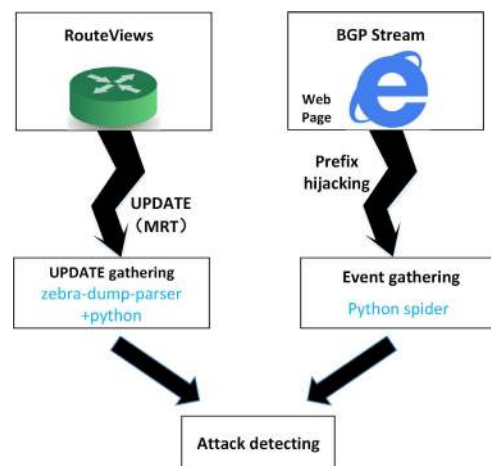 RouteViews
BGP Stream
Web
Page
Prefix
hijacking
UPDATE
（MRT）
UPDATE gathering
zebra-dump-parser
+python
Event gathering
Python spider
Attack detecting